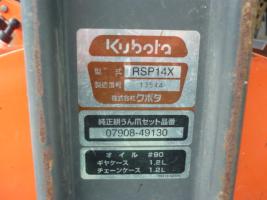 Kubota
型式 RSP14X
製造番号 13544
株式会社クボタ
純正耕うん爪セット品番
07908-49130
オイル #90
ギヤケース 1.2L
チェーンケース 1.2L